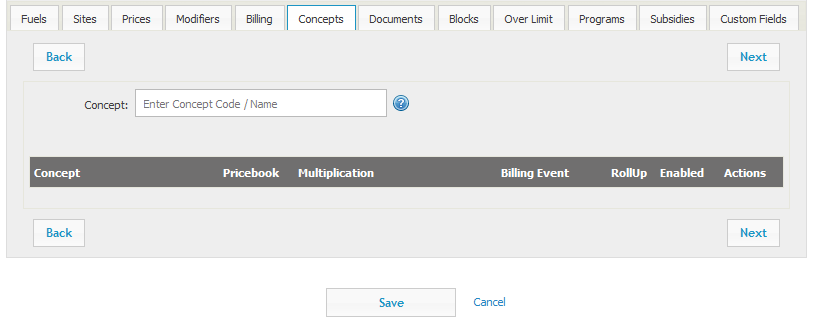 Fuels Sites Prices Modifiers Billing Concepts Documents Blocks Over Limit Programs Subsidies Custom Fields
Back Next
Concept: Enter Concept Code / Name ?
Concept Pricebook Multiplication Billing Event RollUp Enabled Actions
Back Next
Save Cancel